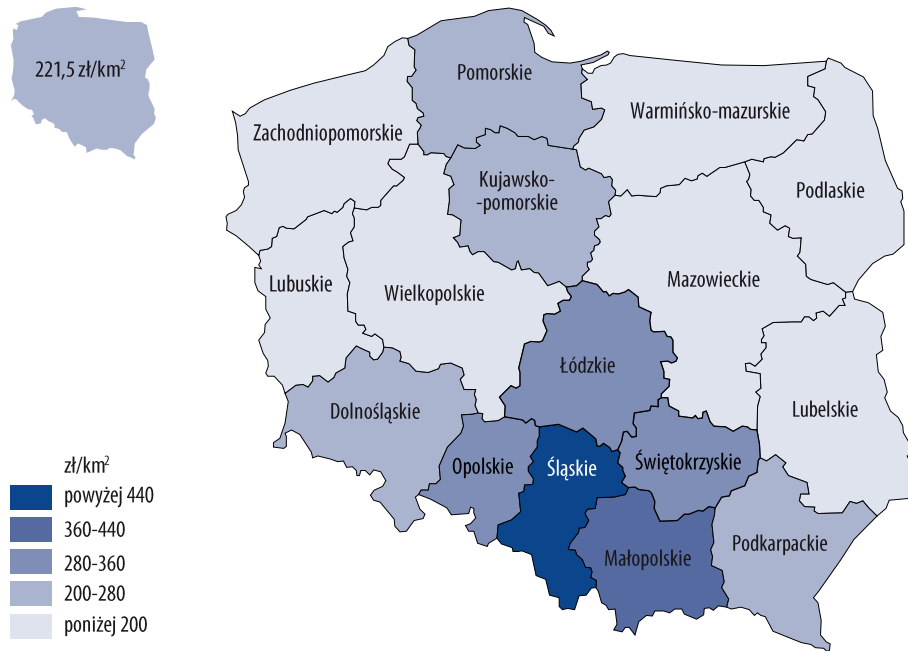 221,5 zł/km²
Pomorskie
Warmińsko-mazurskie
Zachodniopomorskie
Kujawsko-
-pomorskie
Podlaskie
Lubuskie
Wielkopolskie
Mazowieckie
Łódzkie
Dolnośląskie
Lubelskie
Opolskie
Śląskie
Świętokrzyskie
Małopolskie
Podkarpackie
zł/km²
powyżej 440
360-440
280-360
200-280
poniżej 200